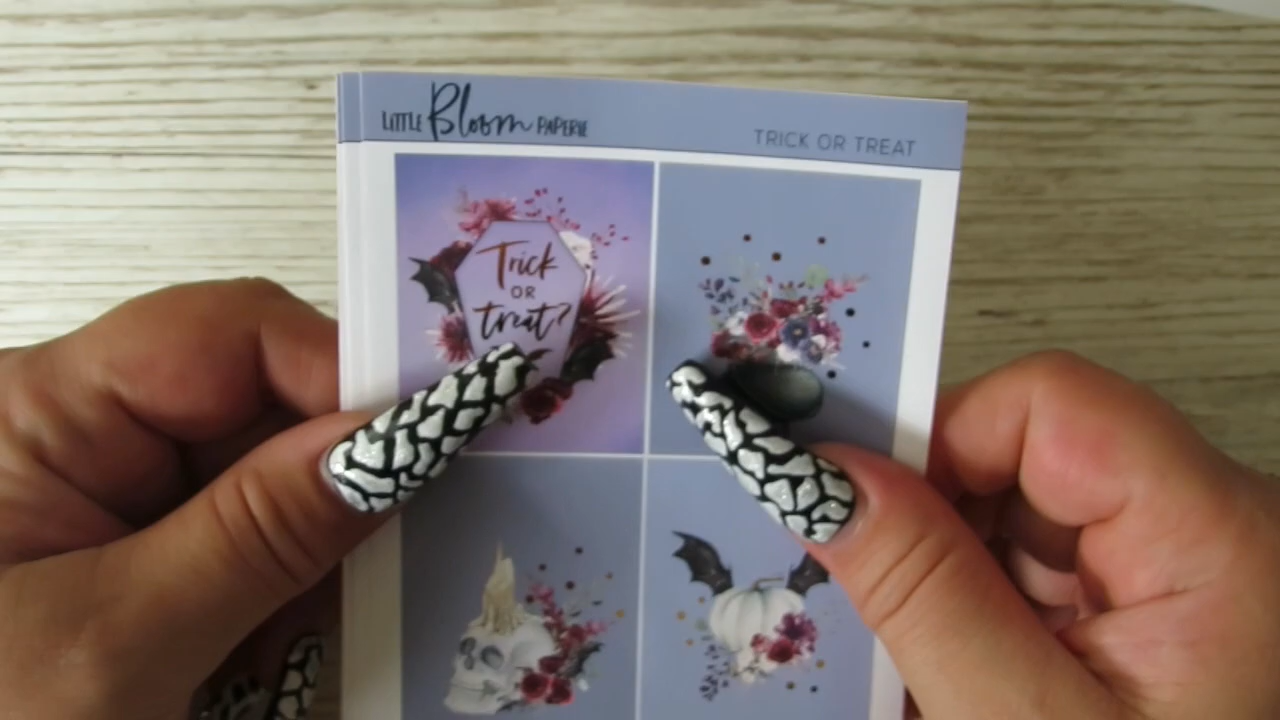 LITTLE Bloom PAPERIE
TRICK OR TREAT
Trick
OR
treat?